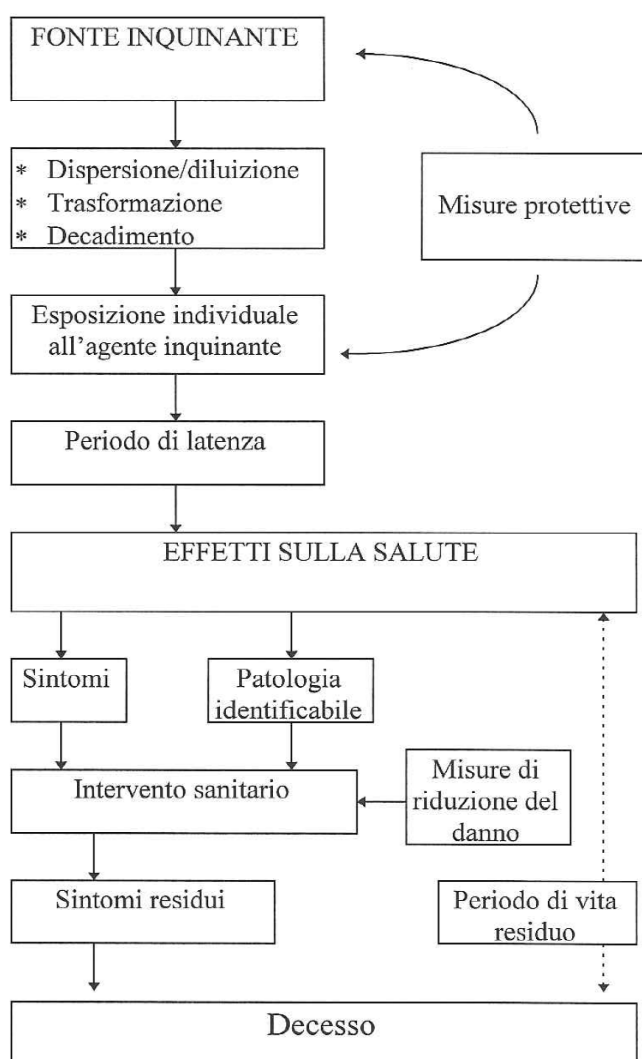 FONTE INQUINANTE
* Dispersione/diluizione
* Trasformazione
* Decadimento
Misure protettive
Esposizione individuale
all'agente inquinante
Periodo di latenza
EFFETTI SULLA SALUTE
Sintomi
Patologia
identificabile
Intervento sanitario
Misure di
riduzione del
danno
Sintomi residui
Periodo di vita
residuo
Decesso